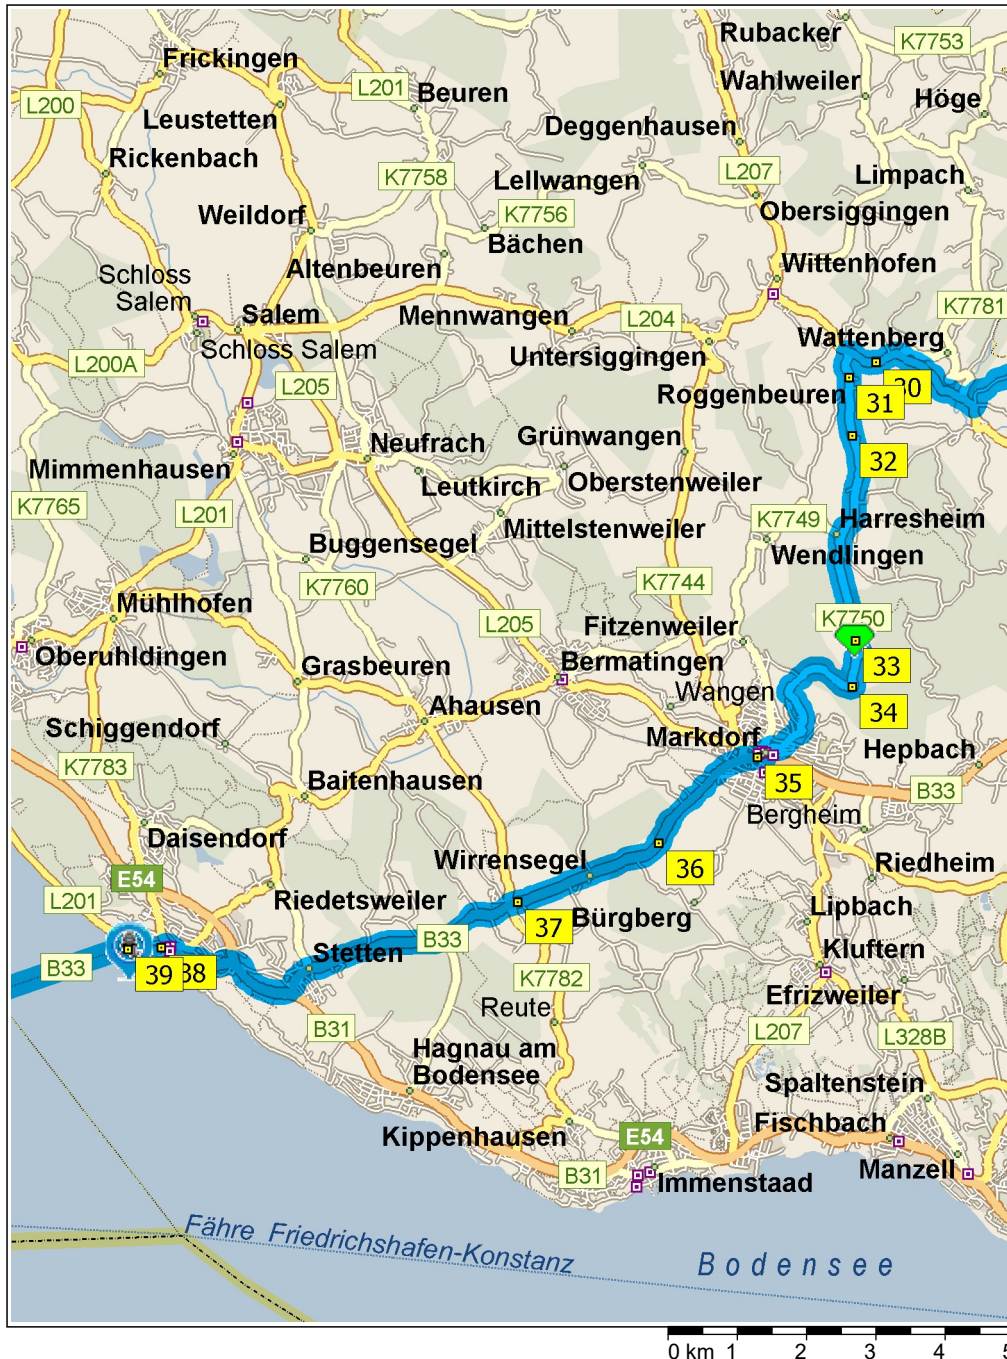 Rubacker
K7753
Frickingen
Wahlweiler
L201
Beuren
L200
Höge
Leustetten
Deggenhausen
Rickenbach
K7758
Lellwangen
L207
Limpach
Weildorf
K7756
Obersiggingen
Bächen
Altenbeuren
Wittenhofen
Schloss
Salem
K7781
Salem
Mennwangen
L204
Wattenberg
Schloss Salem
L200A
Untersiggingen
L205
Roggenbeuren
31
30
Neufrach
Grünwangen
32
Mimmenhausen
Leutkirch
Oberstenweiler
K7765
L201
K7749
Harresheim
Mittelstenweiler
Buggensegel
Wendlingen
K7760
K7744
Mühlhofen
K7750
L205
Fitzenweiler
Oberuhldingen
Bermatingen
33
Grasbeuren
Wangen
Ahausen
34
Schiggendorf
Markdorf
Hepbach
K7783
Baitenhausen
35
B33
Bergheim
Daisendorf
Wirrensegel
36
Riedheim
E54
L201
Riedetsweiler
Lipbach
37
Bürgberg
B33
Stetten
Kluftern
B33
39
38
K7782
Efrizweiler
Reute
B31
L207
L328B
Hagnau am
Bodensee
Spaltenstein
Fischbach
Kippenhausen
E54
B31
Manzell
Immenstaad
Fähre Friedrichshafen-Konstanz
Bodensee
0 km 1 2 3 4 5